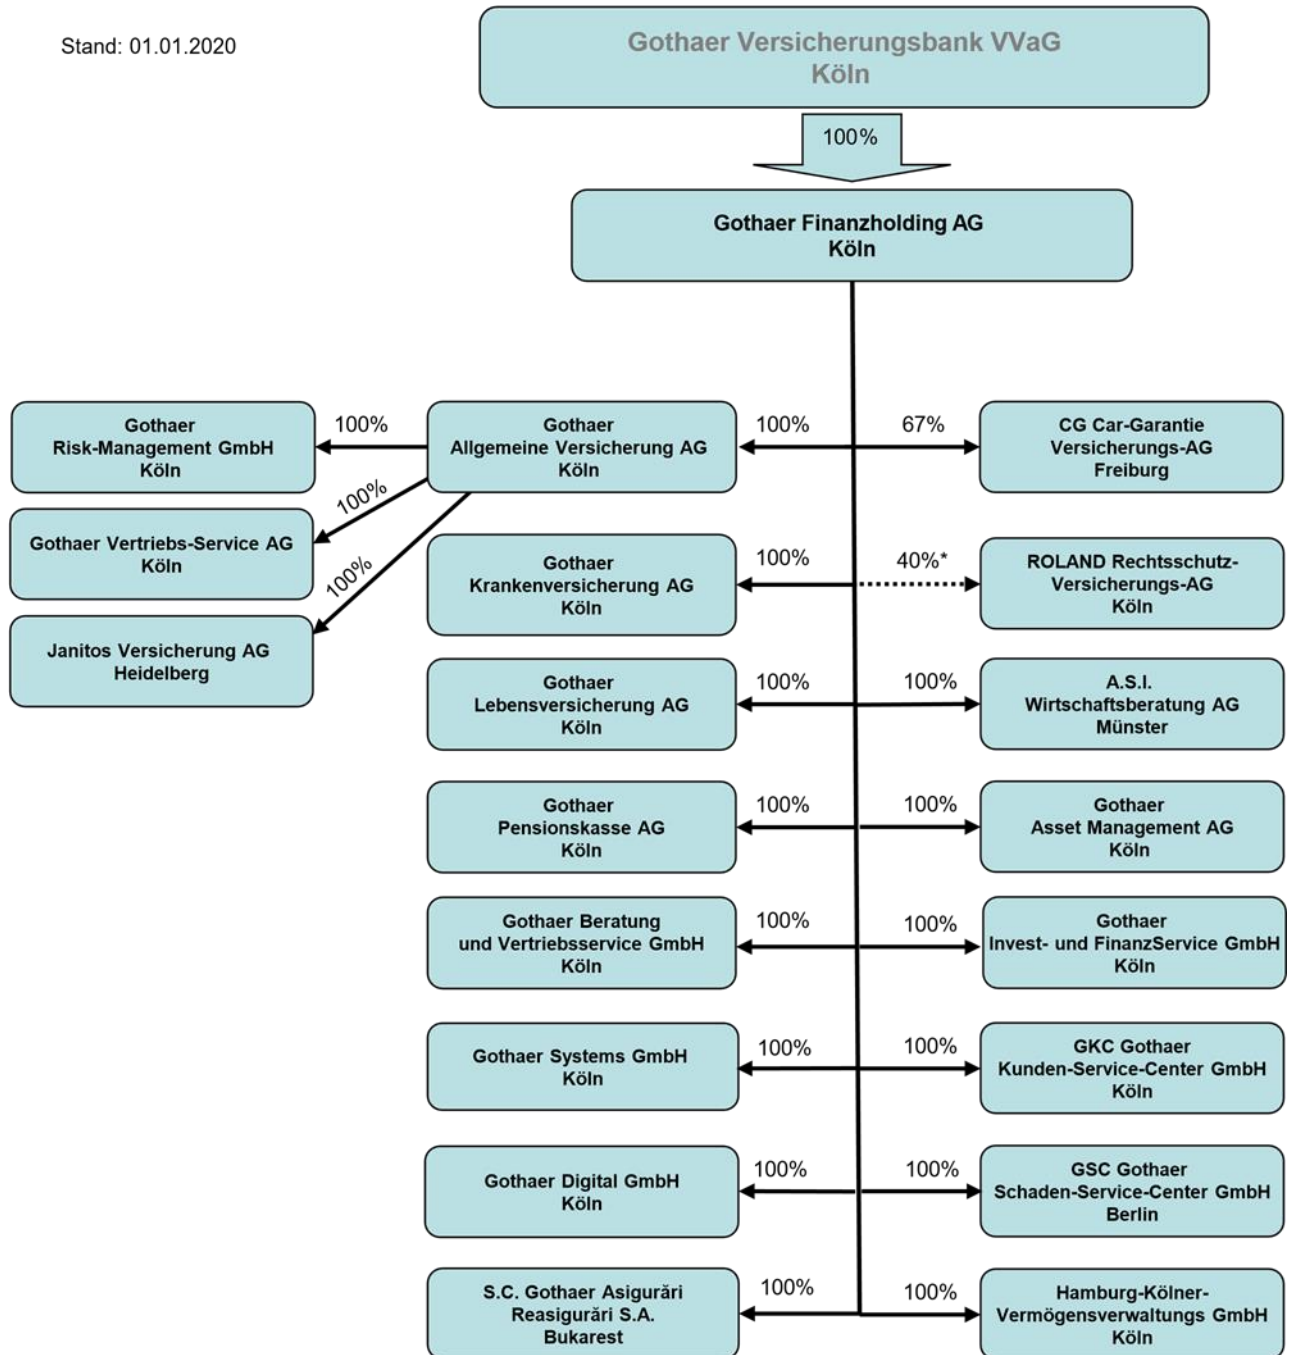 Stand: 01.01.2020
Gothaer Versicherungsbank VVaG
Köln
100%
Gothaer Finanzholding AG
Köln
Gothaer
Risk-Management GmbH
Köln
100%
Gothaer
Allgemeine Versicherung AG
Köln
100%
67%
CG Car-Garantie
Versicherungs-AG
Freiburg
100%
Gothaer Vertriebs-Service AG
Köln
100%
Janitos Versicherung AG
Heidelberg
Gothaer
Krankenversicherung AG
Köln
100%
40%*
ROLAND Rechtsschutz-
Versicherungs-AG
Köln
Gothaer
Lebensversicherung AG
Köln
100%
100%
A.S.I.
Wirtschaftsberatung AG
Münster
Gothaer
Pensionskasse AG
Köln
100%
100%
Gothaer
Asset Management AG
Köln
Gothaer Beratung
und Vertriebsservice GmbH
Köln
100%
100%
Gothaer
Invest- und FinanzService GmbH
Köln
Gothaer Systems GmbH
Köln
100%
100%
GKC Gothaer
Kunden-Service-Center GmbH
Köln
Gothaer Digital GmbH
Köln
100%
100%
GSC Gothaer
Schaden-Service-Center GmbH
Berlin
S.C. Gothaer Asigurări
Reasigurări S.A.
Bukarest
100%
100%
Hamburg-Kölner-
Vermögensverwaltungs GmbH
Köln